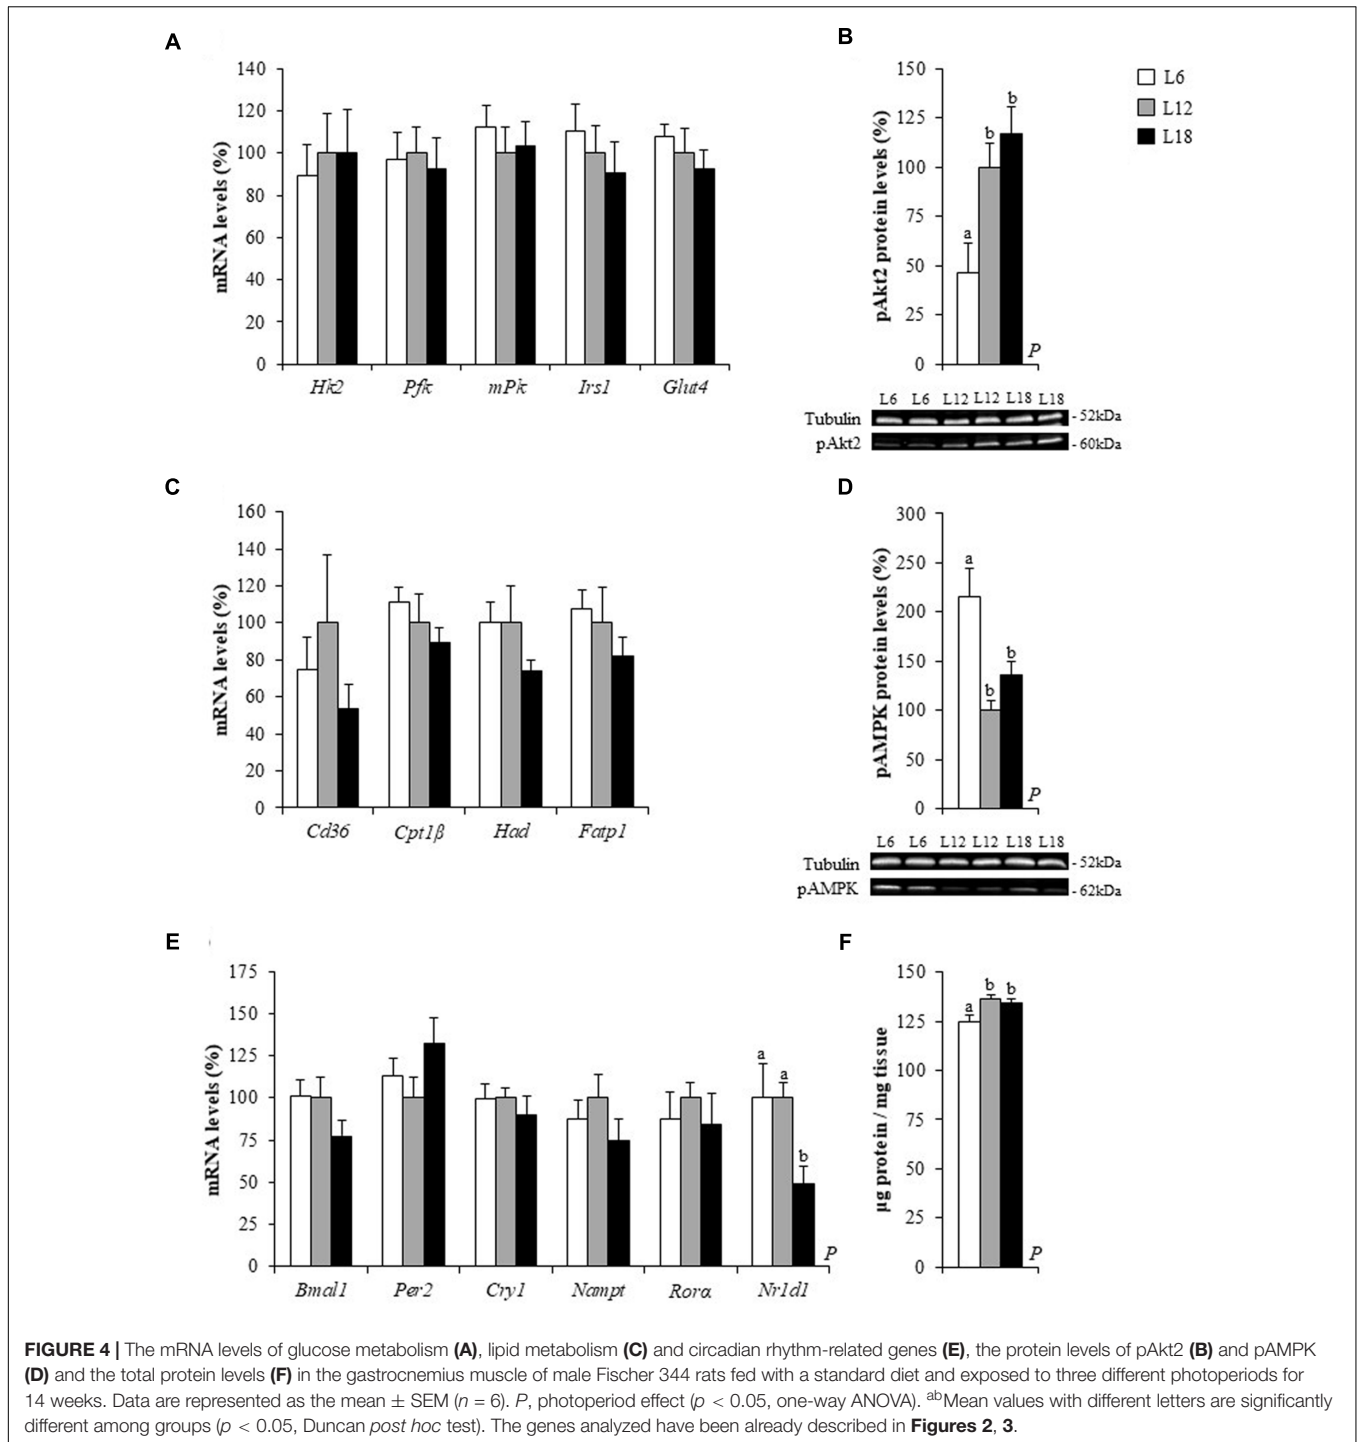 A
mRNA levels (%)
140
120
100
80
60
40
20
0
Hk2 Pfk mPk Irs1 Glut4
B
pAkt2 protein levels (%)
150
125
100
75
50
25
0
a
b
b
P
L6
L12
L18
L6 L6 L12 L12 L18 L18
Tubulin - 52kDa
pAkt2 - 60kDa
C
mRNA levels (%)
160
140
120
100
80
60
40
20
0
Cd36 Cpt1β Had Fatp1
D
pAMPK protein levels (%)
300
250
200
150
100
50
0
a
b
b
P
L6 L6 L12 L12 L18 L18
Tubulin - 52kDa
pAMPK - 62kDa
E
mRNA levels (%)
175
150
125
100
75
50
25
0
a
a
b
P
Bmal1 Per2 Cry1 Nampt Rorα Nr1d1
F
µg protein / mg tissue
150
125
100
75
50
25
0
a
b
b
P
FIGURE 4 | The mRNA levels of glucose metabolism (A), lipid metabolism (C) and circadian rhythm-related genes (E), the protein levels of pAkt2 (B) and pAMPK
(D) and the total protein levels (F) in the gastrocnemius muscle of male Fischer 344 rats fed with a standard diet and exposed to three different photoperiods for
14 weeks. Data are represented as the mean ± SEM (n = 6). P, photoperiod effect (p < 0.05, one-way ANOVA). abMean values with different letters are significantly
different among groups (p < 0.05, Duncan post hoc test). The genes analyzed have been already described in Figures 2, 3.